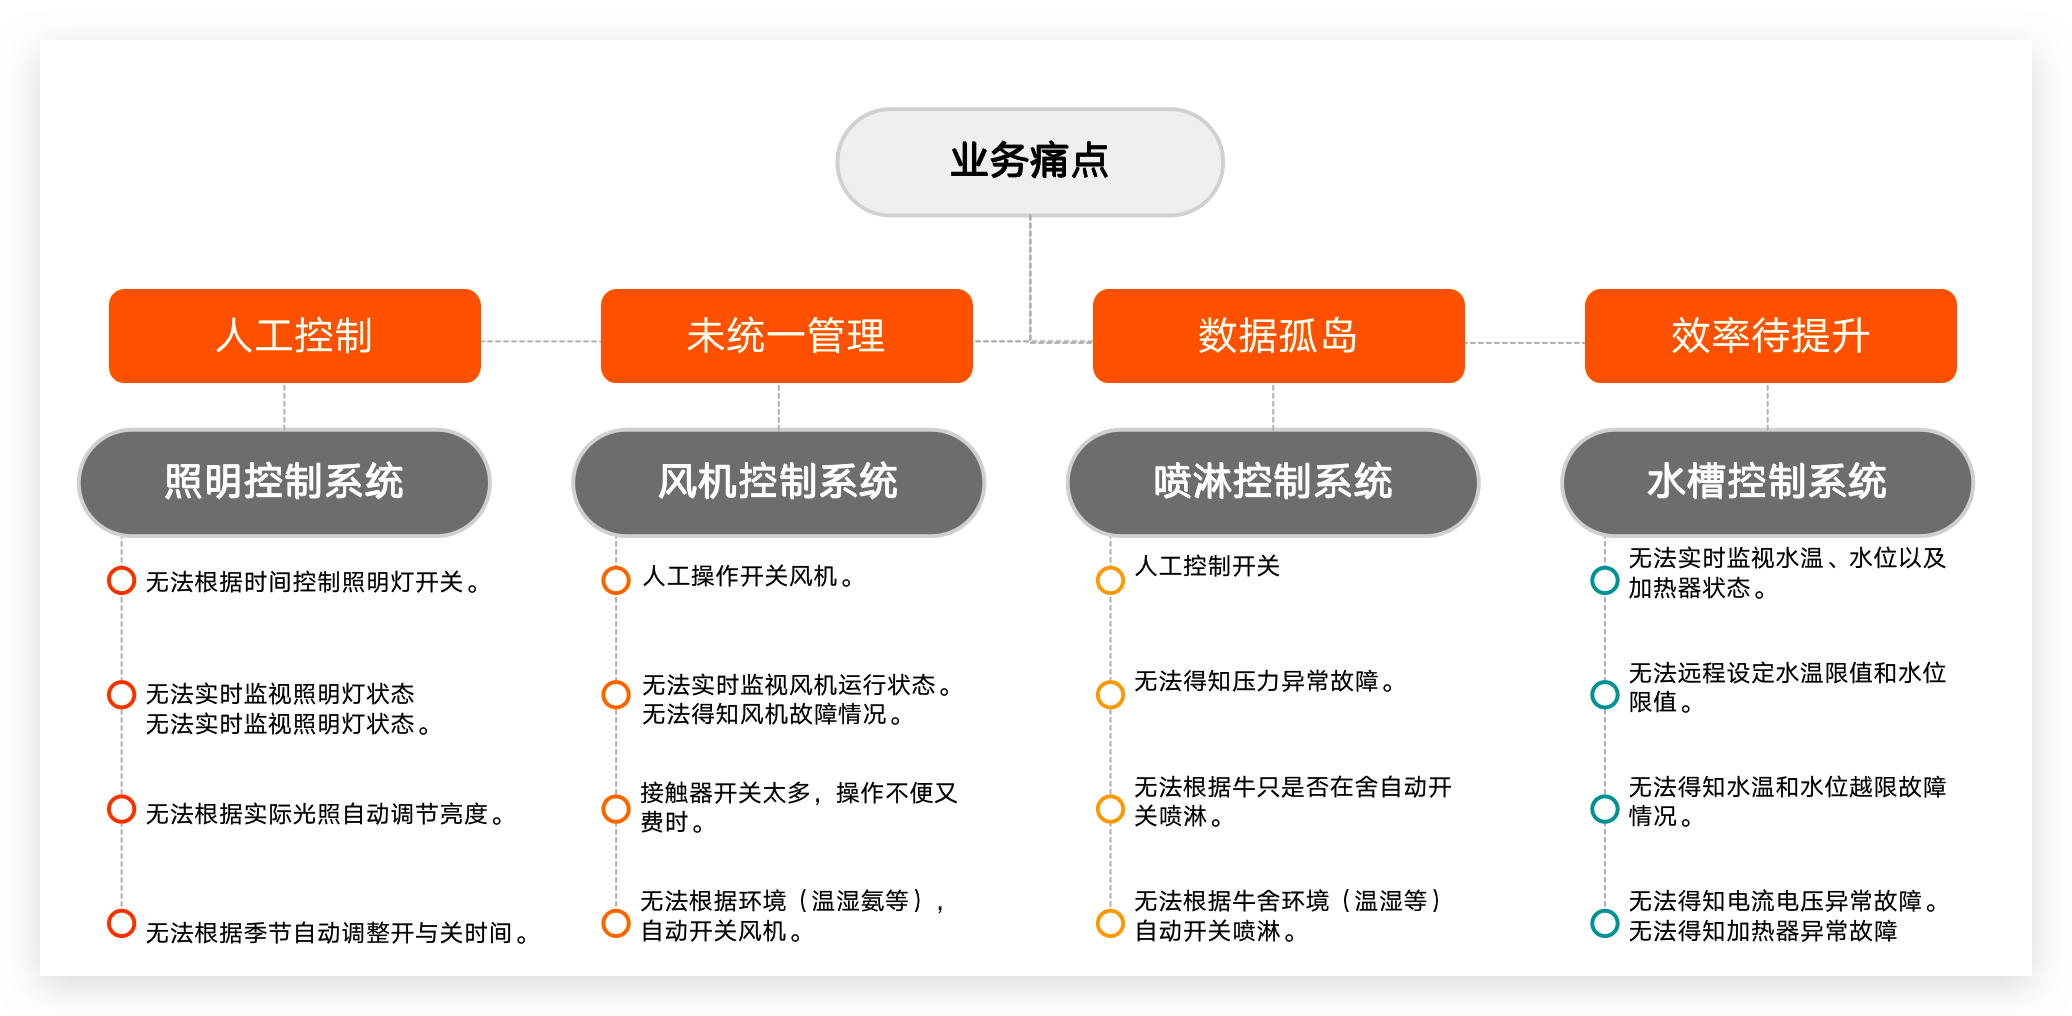 业务痛点
人工控制
未统一管理
数据孤岛
效率待提升
照明控制系统
无法根据时间控制照明灯开关。
无法实时监视照明灯状态
无法实时监视照明灯状态。
无法根据实际光照自动调节亮度。
无法根据季节自动调整开与关时间。
风机控制系统
人工操作开关风机。
无法实时监视风机运行状态。
无法得知风机故障情况。
接触器开关太多，操作不便又
费时。
无法根据环境（温湿氨等），
自动开关风机。
喷淋控制系统
人工控制开关
无法得知压力异常故障。
无法根据牛只是否在舍自动开
关喷淋。
无法根据牛舍环境（温湿等）
自动开关喷淋。
水槽控制系统
无法实时监视水温、水位以及
加热器状态。
无法远程设定水温限值和水位
限值。
无法得知水温和水位越限故障
情况。
无法得知电流电压异常故障。
无法得知加热器异常故障